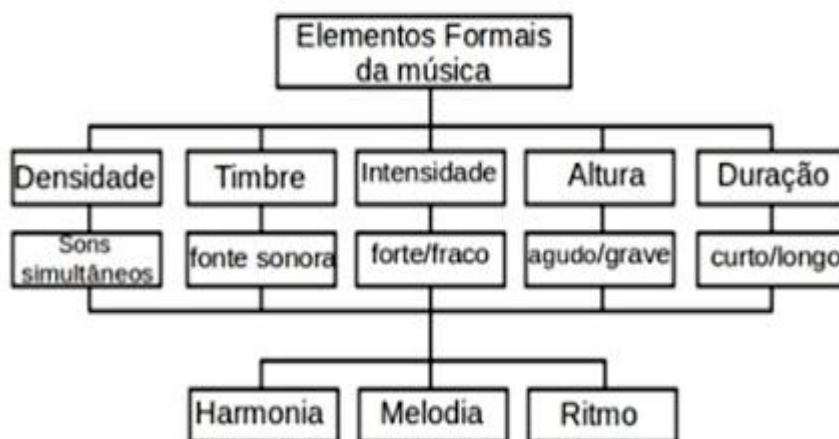 Elementos Formais
da música
Densidade
Timbre
Intensidade
Altura
Duração
Sons
simultâneos
fonte sonora
forte/fraco
agudo/grave
curto/longo
Harmonia
Melodia
Ritmo